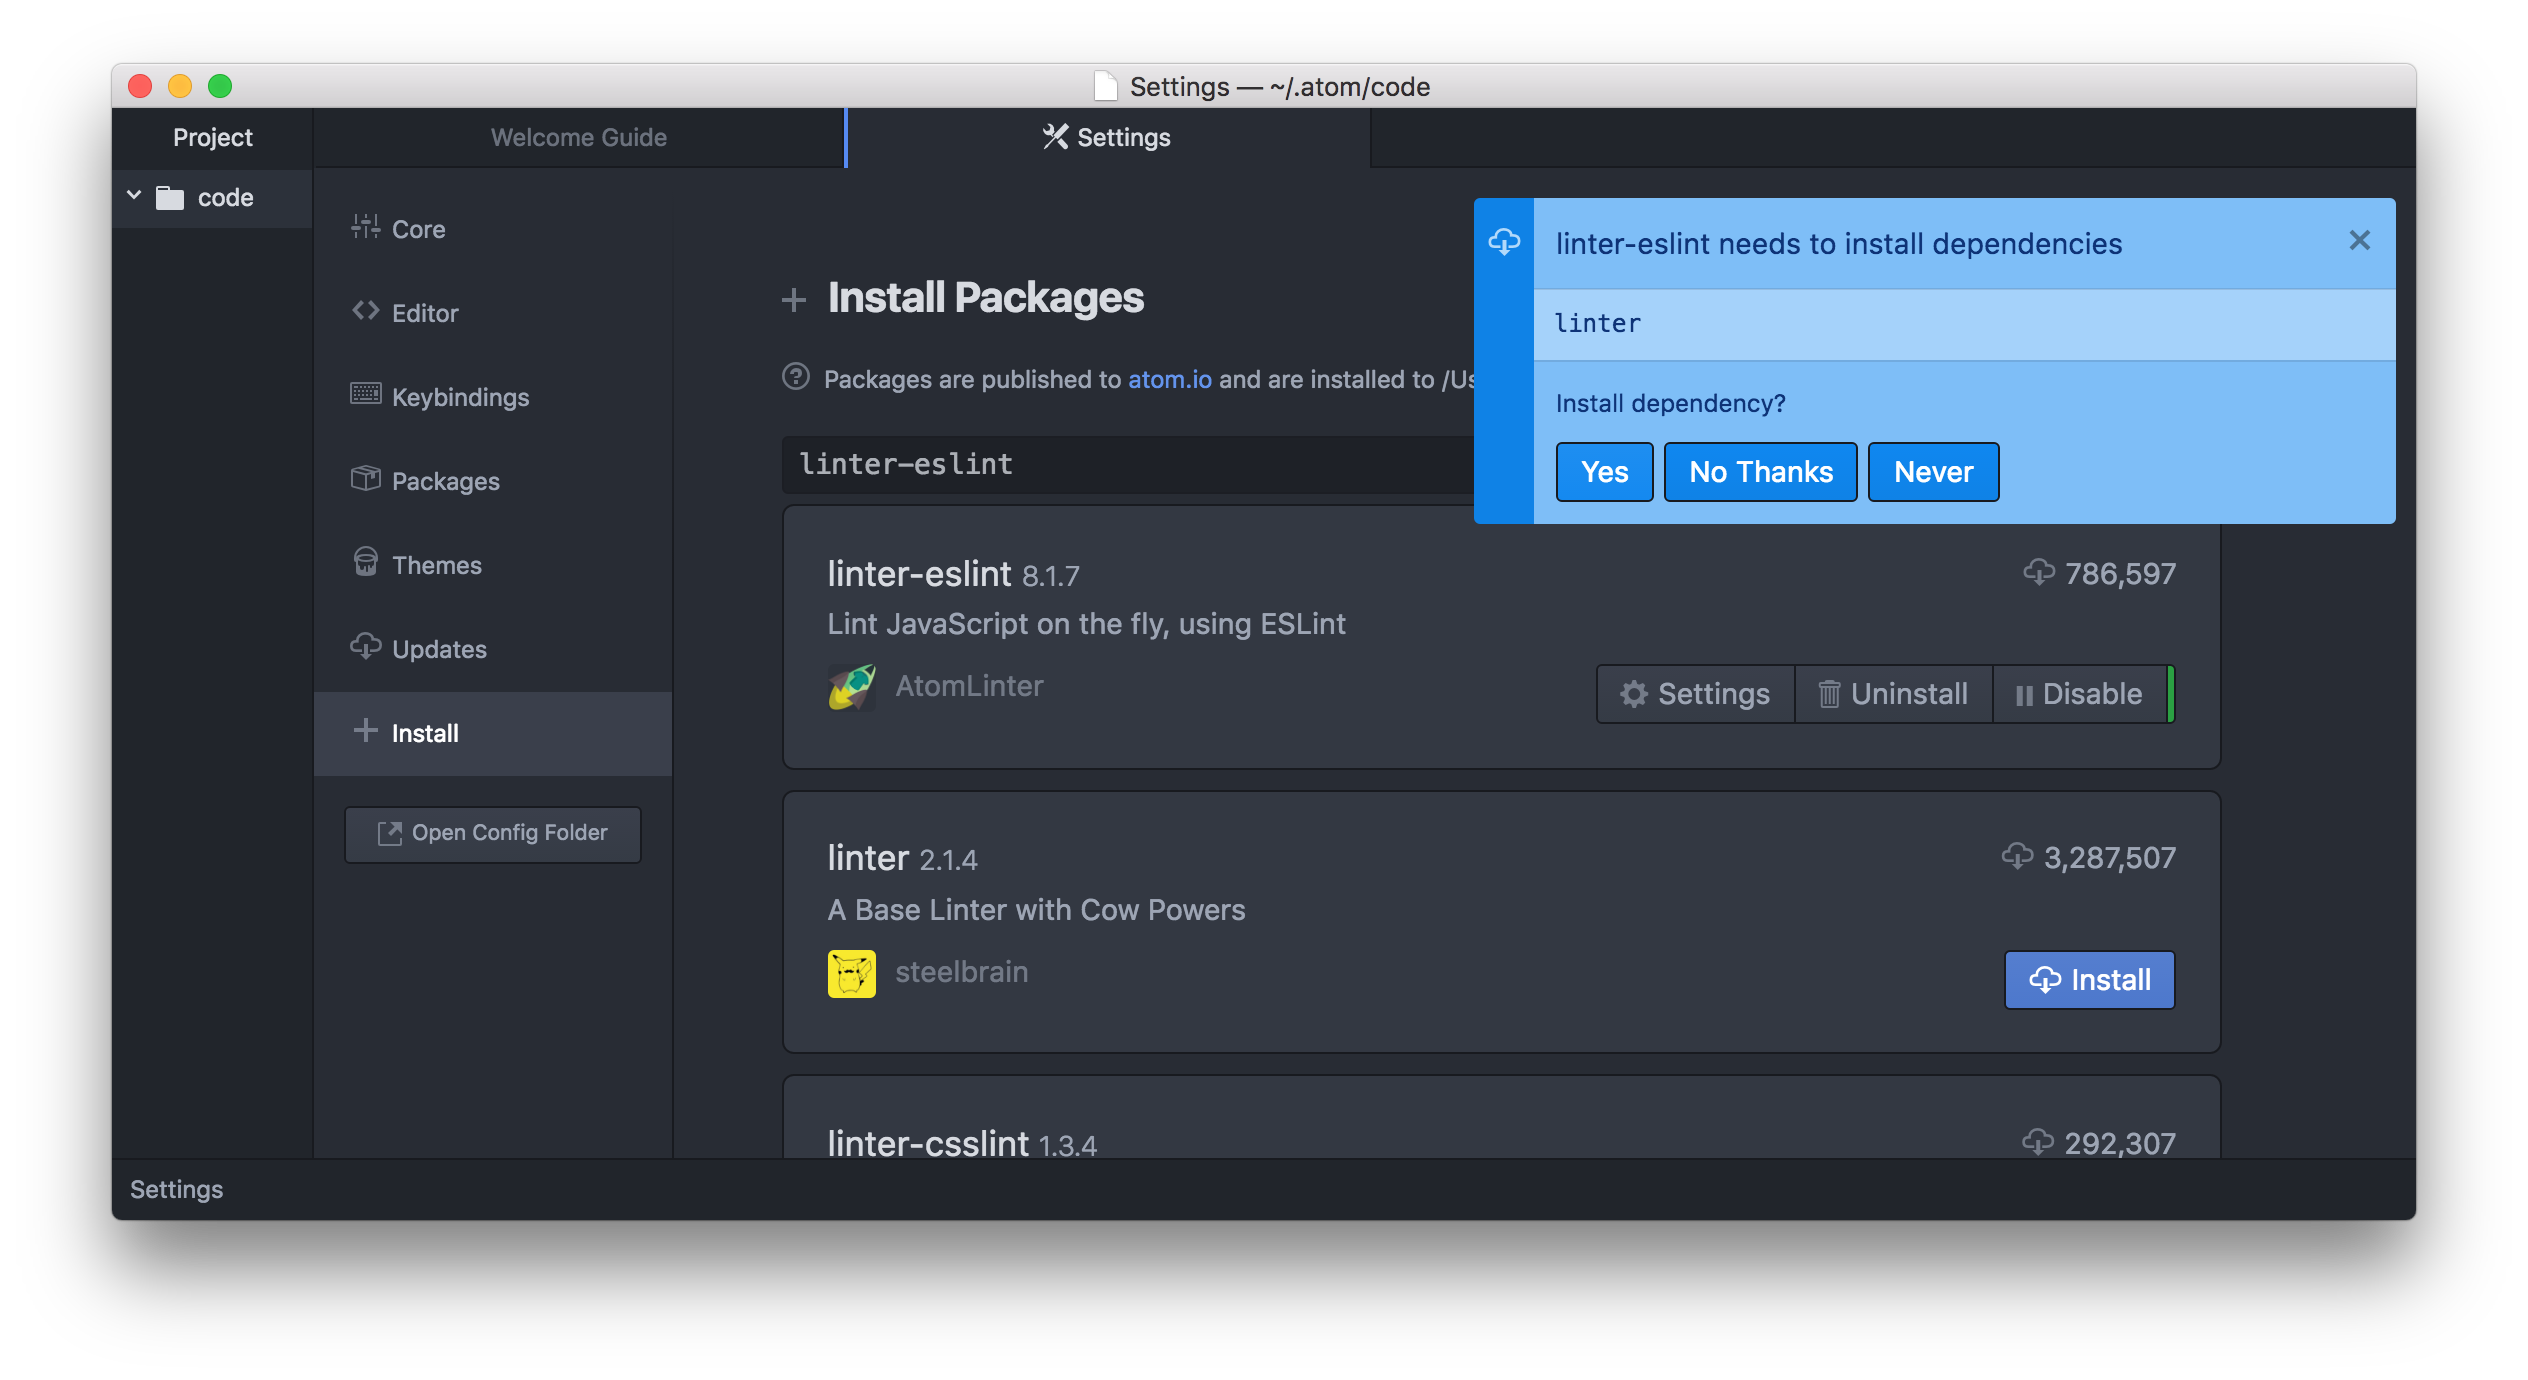 Settings — ~/.atom/code
Project
Welcome Guide
Settings
code
Core
Editor
Keybindings
Packages
Themes
Updates
Install
Open Config Folder
Install Packages
Packages are published to atom.io and are installed to /Us
linter-eslint
linter-eslint needs to install dependencies
linter
Install dependency?
Yes No Thanks Never
linter-eslint 8.1.7
786,597
Lint JavaScript on the fly, using ESLint
AtomLinter
Settings Uninstall Disable
linter 2.1.4
3,287,507
A Base Linter with Cow Powers
steelbrain
Install
linter-csslint 1.3.4
292,307
Settings